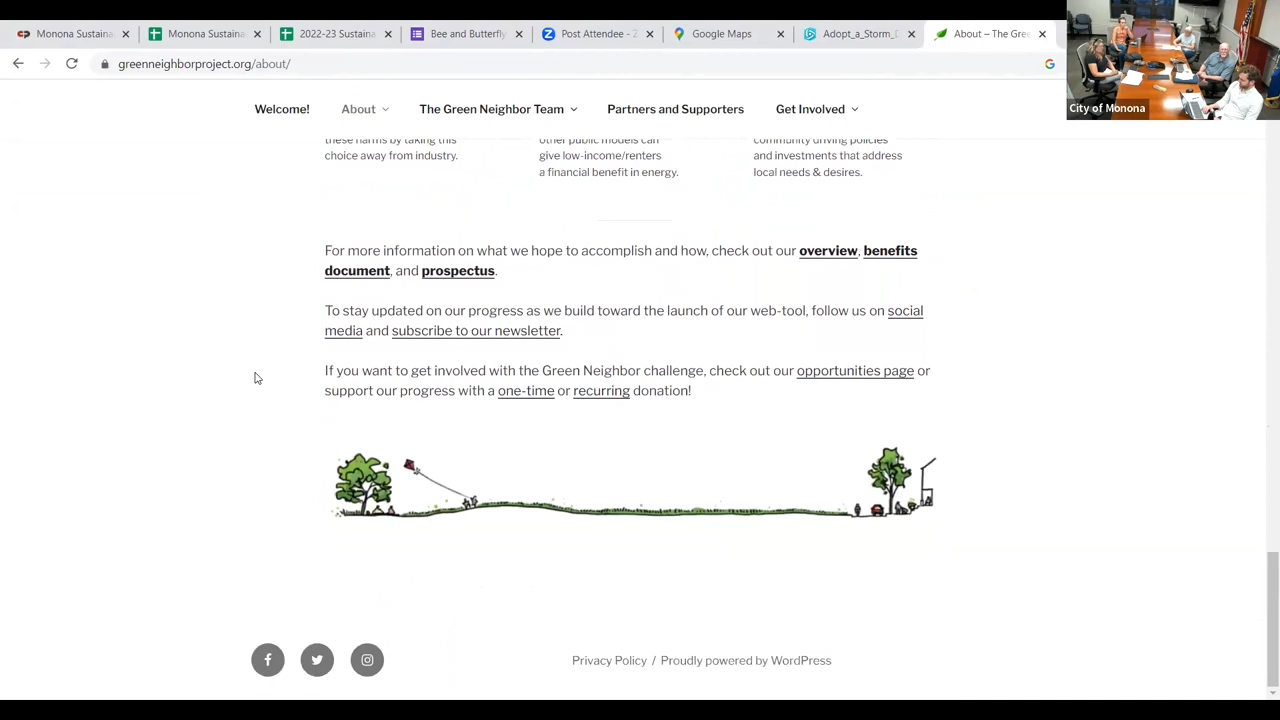 Monona Sustaina
Monona Sustaina
2022-23 Sustaine
Bee and Butterfly
Post Attendee - Z
Google Maps
Adopt_a_Storm_D
About – The Gree
greenneighborproject.org/about/
City of Monona
Welcome!
About
The Green Neighbor Team
Partners and Supporters
Get Involved
these harms by taking this
choice away from industry.
other public models can
give low-income/renters
a financial benefit in energy.
community driving policies
and investments that address
local needs & desires.
For more information on what we hope to accomplish and how, check out our overview, benefits
document, and prospectus.
To stay updated on our progress as we build toward the launch of our web-tool, follow us on social
media and subscribe to our newsletter.
If you want to get involved with the Green Neighbor challenge, check out our opportunities page or
support our progress with a one-time or recurring donation!
Privacy Policy / Proudly powered by WordPress